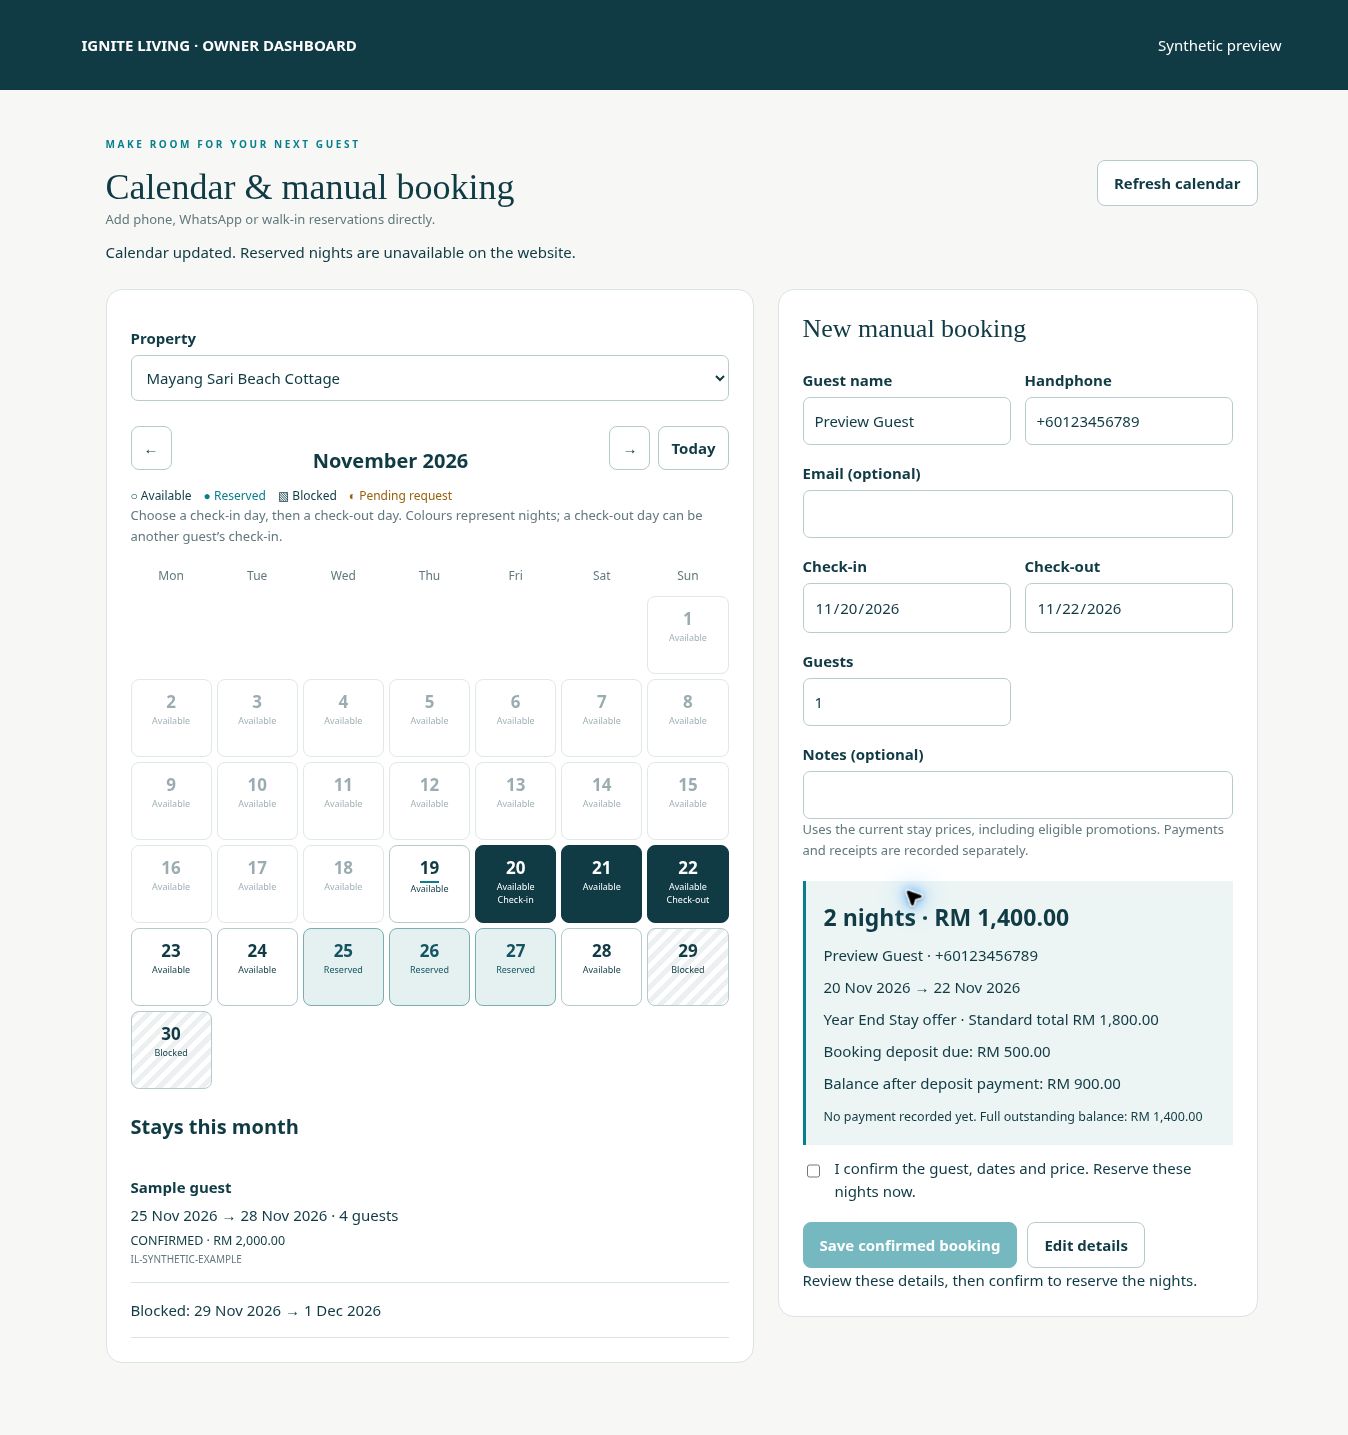 IGNITE LIVING · OWNER DASHBOARD
Synthetic preview
MAKE ROOM FOR YOUR NEXT GUEST
Calendar & manual booking
Refresh calendar
Add phone, WhatsApp or walk-in reservations directly.
Calendar updated. Reserved nights are unavailable on the website.
Property
Mayang Sari Beach Cottage
←
November 2026
→
Today
○ Available ● Reserved ▧ Blocked ◖ Pending request
Choose a check-in day, then a check-out day. Colours represent nights; a check-out day can be
another guest’s check-in.
Mon Tue Wed Thu Fri Sat Sun
1
Available
2 3 4 5 6 7 8
Available Available Available Available Available Available Available
9 10 11 12 13 14 15
Available Available Available Available Available Available Available
16 17 18 19 20 21 22
Available Available Available Available Available Available Available
Check-in Check-out
23 24 25 26 27 28 29
Available Available Reserved Reserved Reserved Available Blocked
30
Blocked
Stays this month
Sample guest
25 Nov 2026 → 28 Nov 2026 · 4 guests
CONFIRMED · RM 2,000.00
IL-SYNTHETIC-EXAMPLE
Blocked: 29 Nov 2026 → 1 Dec 2026
New manual booking
Guest name Handphone
Preview Guest +60123456789
Email (optional)
Check-in Check-out
11/20/2026 11/22/2026
Guests
1
Notes (optional)
Uses the current stay prices, including eligible promotions. Payments
and receipts are recorded separately.
2 nights · RM 1,400.00
Preview Guest · +60123456789
20 Nov 2026 → 22 Nov 2026
Year End Stay offer · Standard total RM 1,800.00
Booking deposit due: RM 500.00
Balance after deposit payment: RM 900.00
No payment recorded yet. Full outstanding balance: RM 1,400.00
I confirm the guest, dates and price. Reserve these
nights now.
Save confirmed booking
Edit details
Review these details, then confirm to reserve the nights.